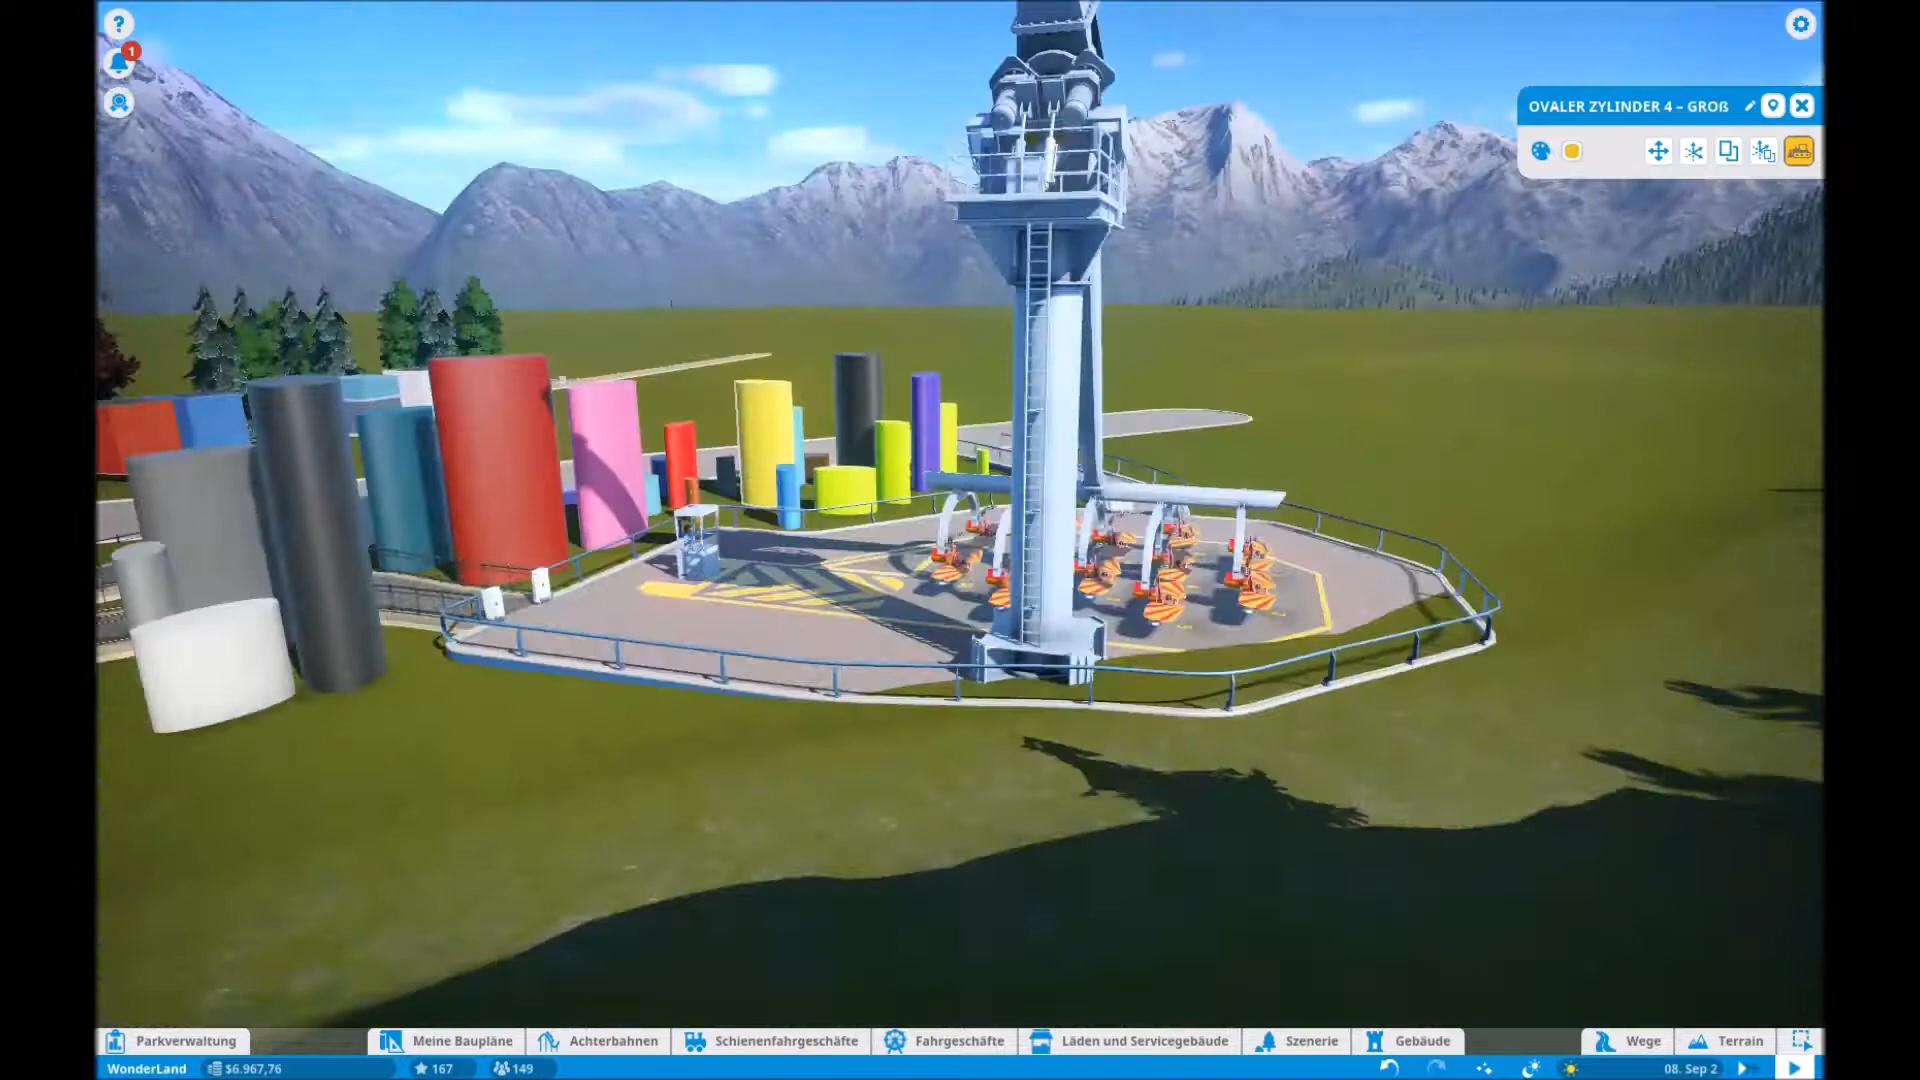 ?
1
OVALER ZYLINDER 4 – GROß
Parkverwaltung
Meine Baupläne
Achterbahnen
Schienenfahrgeschäfte
Fahrgeschäfte
Läden und Servicegebäude
Szenerie
Gebäude
Wege
Terrain
WonderLand
$6.967,76
167
149
08. Sep 2